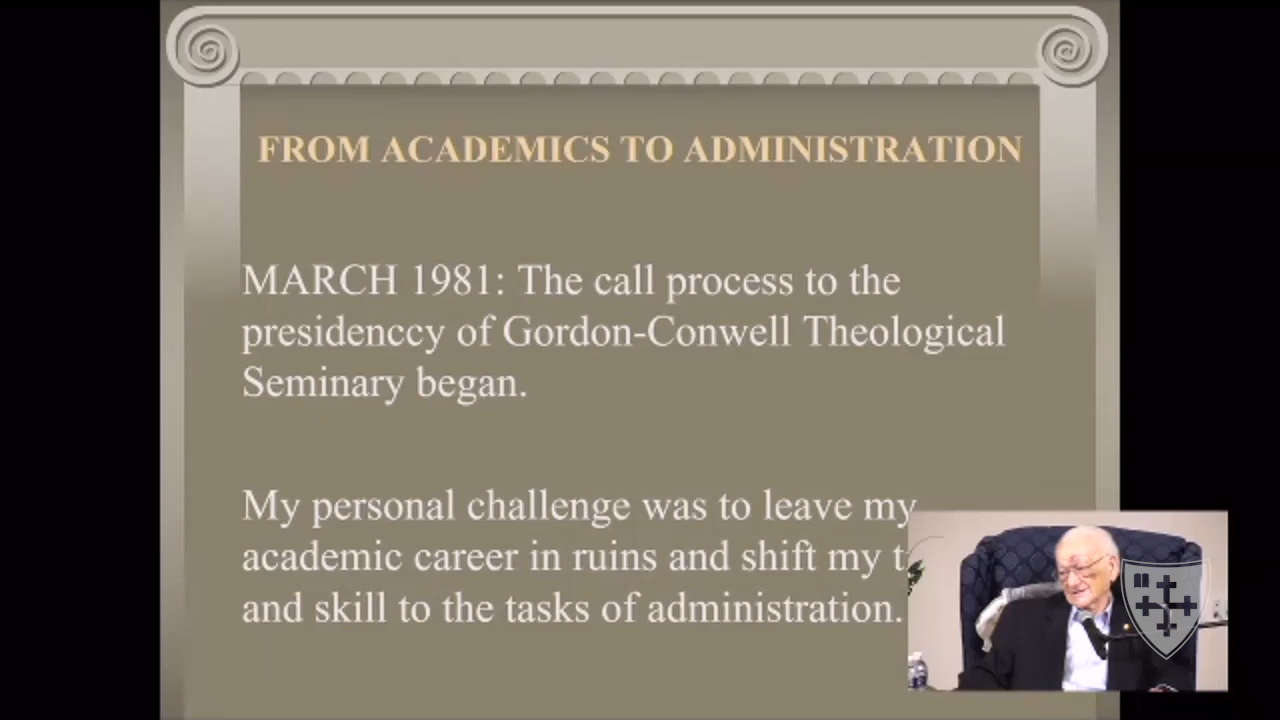 FROM ACADEMICS TO ADMINISTRATION
MARCH 1981: The call process to the
presidenccy of Gordon-Conwell Theological
Seminary began.
My personal challenge was to leave my
academic career in ruins and shift my
and skill to the tasks of administration.